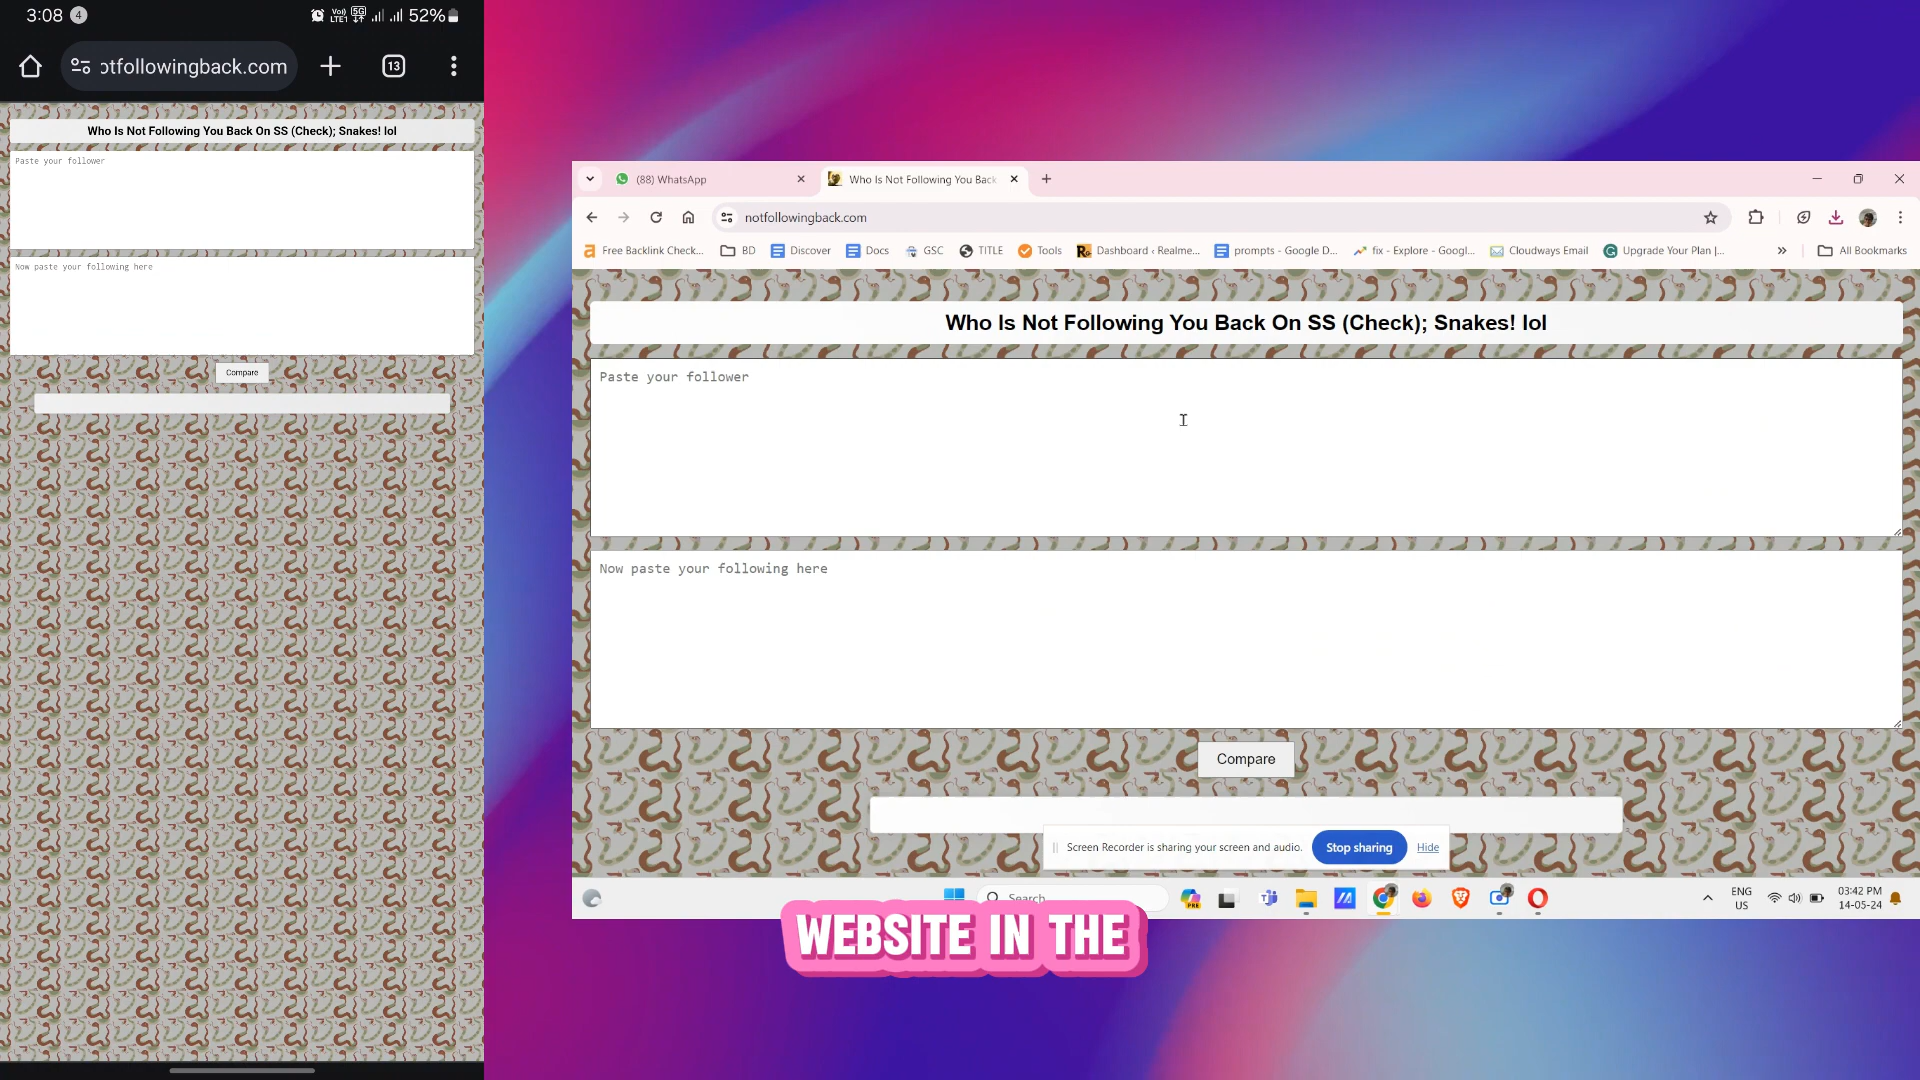 3:08 4 Vo) LTE1 5G 52%
otfollowingback.com 13
Who Is Not Following You Back On SS (Check); Snakes! lol
Paste your follower
Now paste your following here
Compare
(88) WhatsApp Who Is Not Following You Back
notfollowingback.com
Free Backlink Check... BD Discover Docs GSC TITLE Tools Dashboard ‹ Realme... prompts - Google D... fix - Explore - Googl... Cloudways Email Upgrade Your Plan |... » All Bookmarks
Who Is Not Following You Back On SS (Check); Snakes! lol
Paste your follower
Now paste your following here
Compare
Screen Recorder is sharing your screen and audio. Stop sharing Hide
Search
ENG
US
03:42 PM
14-05-24
WEBSITE IN THE